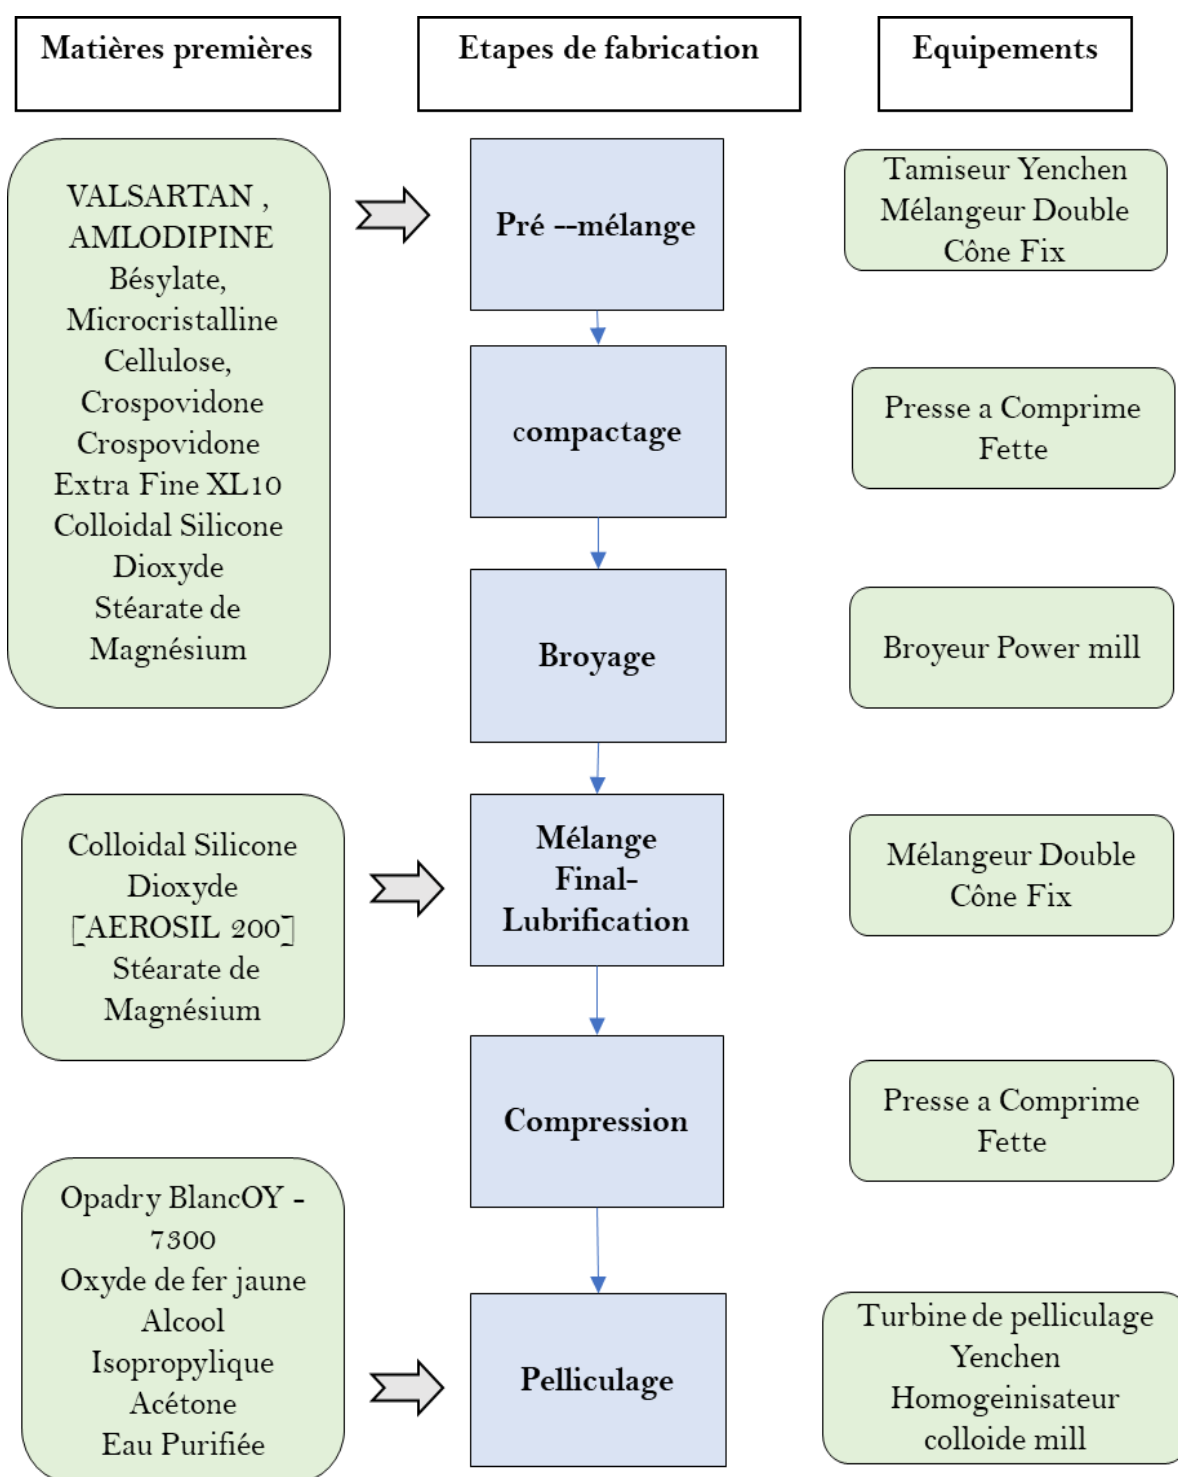 Matières premières
Etapes de fabrication
Equipements
VALSARTAN ,
AMLODIPINE
Bésylate,
Microcristalline
Cellulose,
Crospovidone
Crospovidone
Extra Fine XL10
Colloidal Silicone
Dioxyde
Stéarate de
Magnésium
Pré --mélange
Tamiseur Yenchen
Mélangeur Double
Cône Fix
compactage
Presse a Comprime
Fette
Broyage
Broyeur Power mill
Colloidal Silicone
Dioxyde
[AEROSIL 200]
Stéarate de
Magnésium
Mélange
Final-
Lubrification
Mélangeur Double
Cône Fix
Compression
Presse a Comprime
Fette
Opadry BlancOY -
7300
Oxyde de fer jaune
Alcool
Isopropylique
Acétone
Eau Purifiée
Pelliculage
Turbine de pelliculage
Yenchen
Homogeinisateur
colloide mill